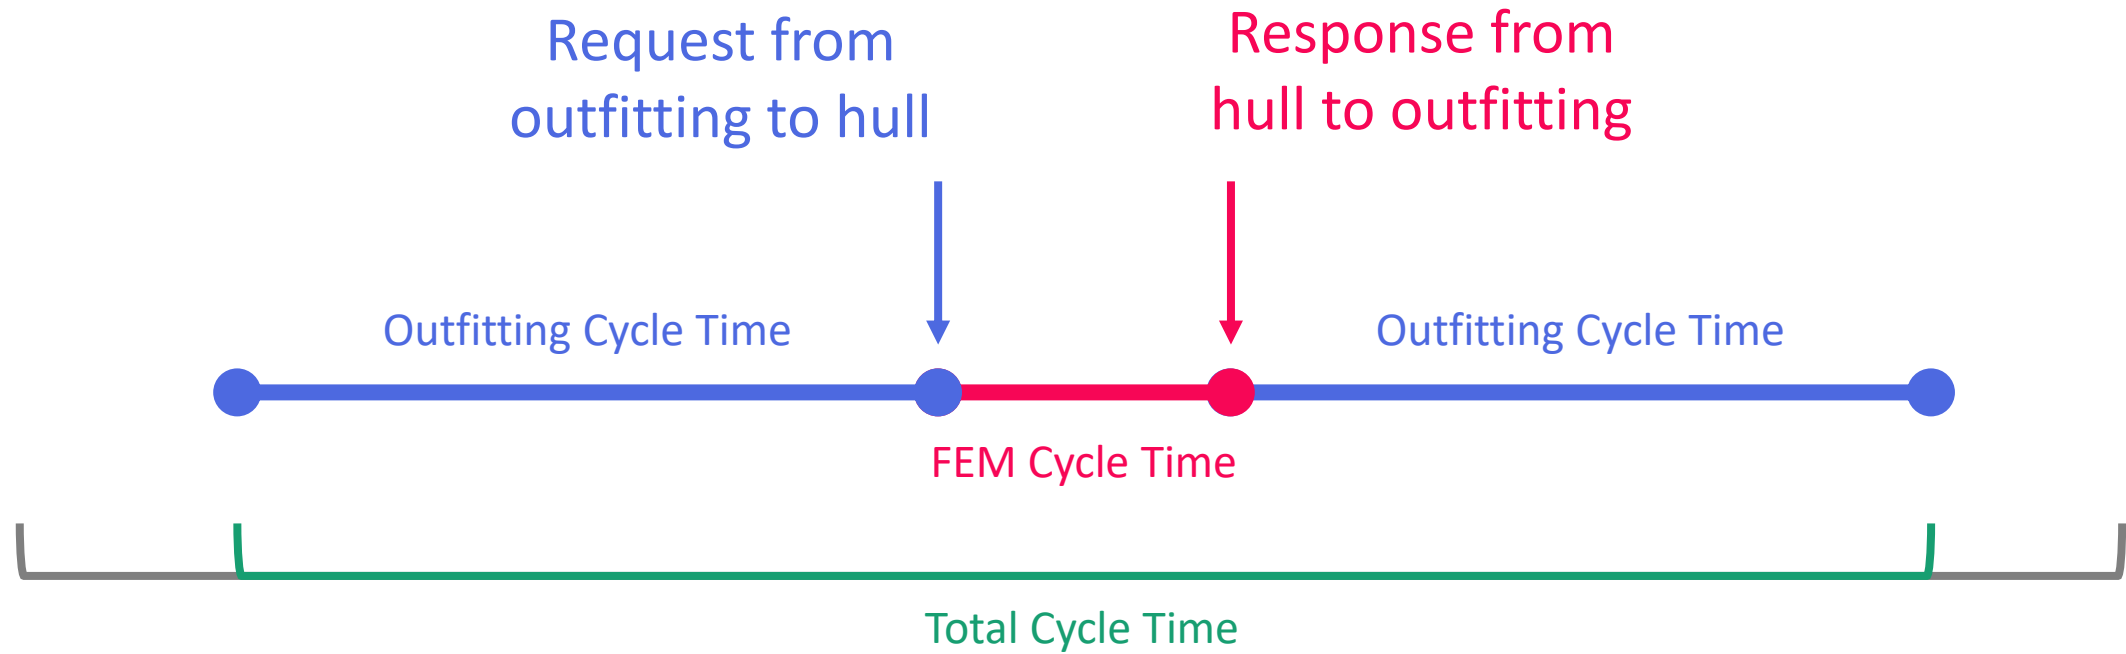 Request from
outfitting to hull
Response from
hull to outfitting
Outfitting Cycle Time
Outfitting Cycle Time
FEM Cycle Time
Total Cycle Time